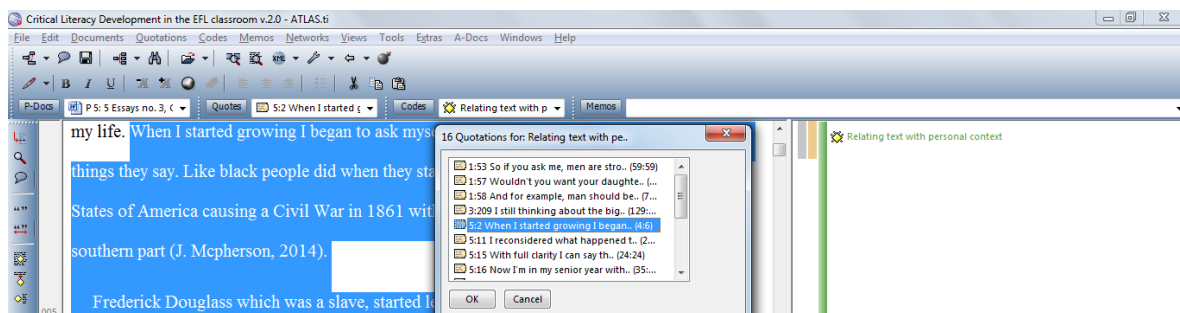 Critical Literacy Development in the EFL classroom v.2.0 - ATLAS.ti
File Edit Documents Quotations Codes Memos Networks Views Tools Extras A-Docs Windows Help
B I U
P-Docs P 5: 5 Essays no. 3, ( Quotes 5:2 When I started g Codes Relating text with p Memos
my life. When I started growing I began to ask mys
things they say. Like black people did when they sta
States of America causing a Civil War in 1861 wit
southern part (J. Mcpherson, 2014).
Frederick Douglass which was a slave, started le
005
16 Quotations for: Relating text with pe..
1:53 So if you ask me, men are stro.. (59:59)
1:57 Wouldn't you want your daughte.. (...
1:58 And for example, man should be.. (7...
3:209 I still thinking about the big.. (129:...
5:2 When I started growing I began.. (4:6)
5:11 I reconsidered what happened t.. (2...
5:15 With full clarity I can say th.. (24:24)
5:16 Now I'm in my senior year with.. (35:...
OK Cancel
Relating text with personal context